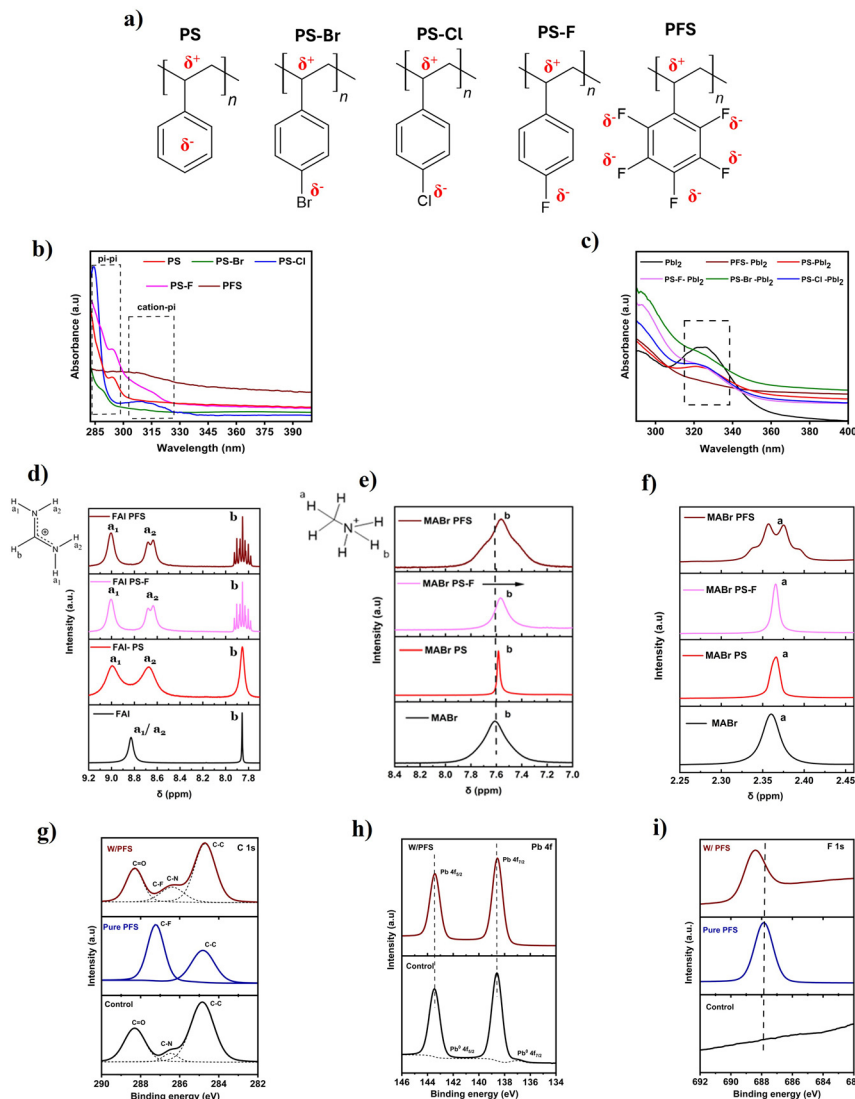 a)
PS PS-Br PS-Cl PS-F PFS
δ+ δ+ δ+ δ+ δ+
n n n n n
δ-
Br δ-
Cl δ-
F δ-
δ- F F δ-
δ- F F δ-
F δ-
b)
pi-pi
PS PS-Br PS-Cl
PS-F PFS
cation-pi
Absorbance (a.u)
285 300 315 330 345 360 375 390
Wavelength (nm)
c)
PbI2 PFS- PbI2 PS-PbI2
PS-F- PbI2 PS-Br -PbI2 PS-Cl -PbI2
Absorbance (a.u)
300 320 340 360 380 400
Wavelength (nm)
d)
H H
a1 N a2
H N H
b a2
H
a1
FAI PFS
a1 a2 b
FAI PS-F
a1 a2 b
FAI- PS
a1 a2 b
FAI
a1/ a2 b
Intensity (a.u.)
9.2 9.0 8.8 8.6 8.4 8.2 8.0 7.8
δ (ppm)
e)
a H H
H N+ H
H H b
MABr PFS
b
MABr PS-F
b
MABr PS
b
MABr
b
Intensity (a.u)
8.4 8.2 8.0 7.8 7.6 7.4 7.2 7.0
δ (ppm)
f)
MABr PFS
a
MABr PS-F
a
MABr PS
a
MABr
a
Intensity (a.u)
2.25 2.30 2.35 2.40 2.45
δ (ppm)
g)
W/PFS C 1s
C=O C-F C-N C-C
Pure PFS
C-F C-C
Control
C=O C-N C-C
Intensity (a.u)
290 288 286 284 282
Binding energy (eV)
h)
W/PFS Pb 4f
Pb 4f5/2 Pb 4f7/2
Control
Pb0 4f5/2 Pb0 4f7/2
Intensity (a.u)
146 144 142 140 138 136 134
Binding energy (eV)
i)
W/ PFS F 1s
Pure PFS
Control
Intensity (a.u)
692 690 688 686 684 682
Binding energy (eV)